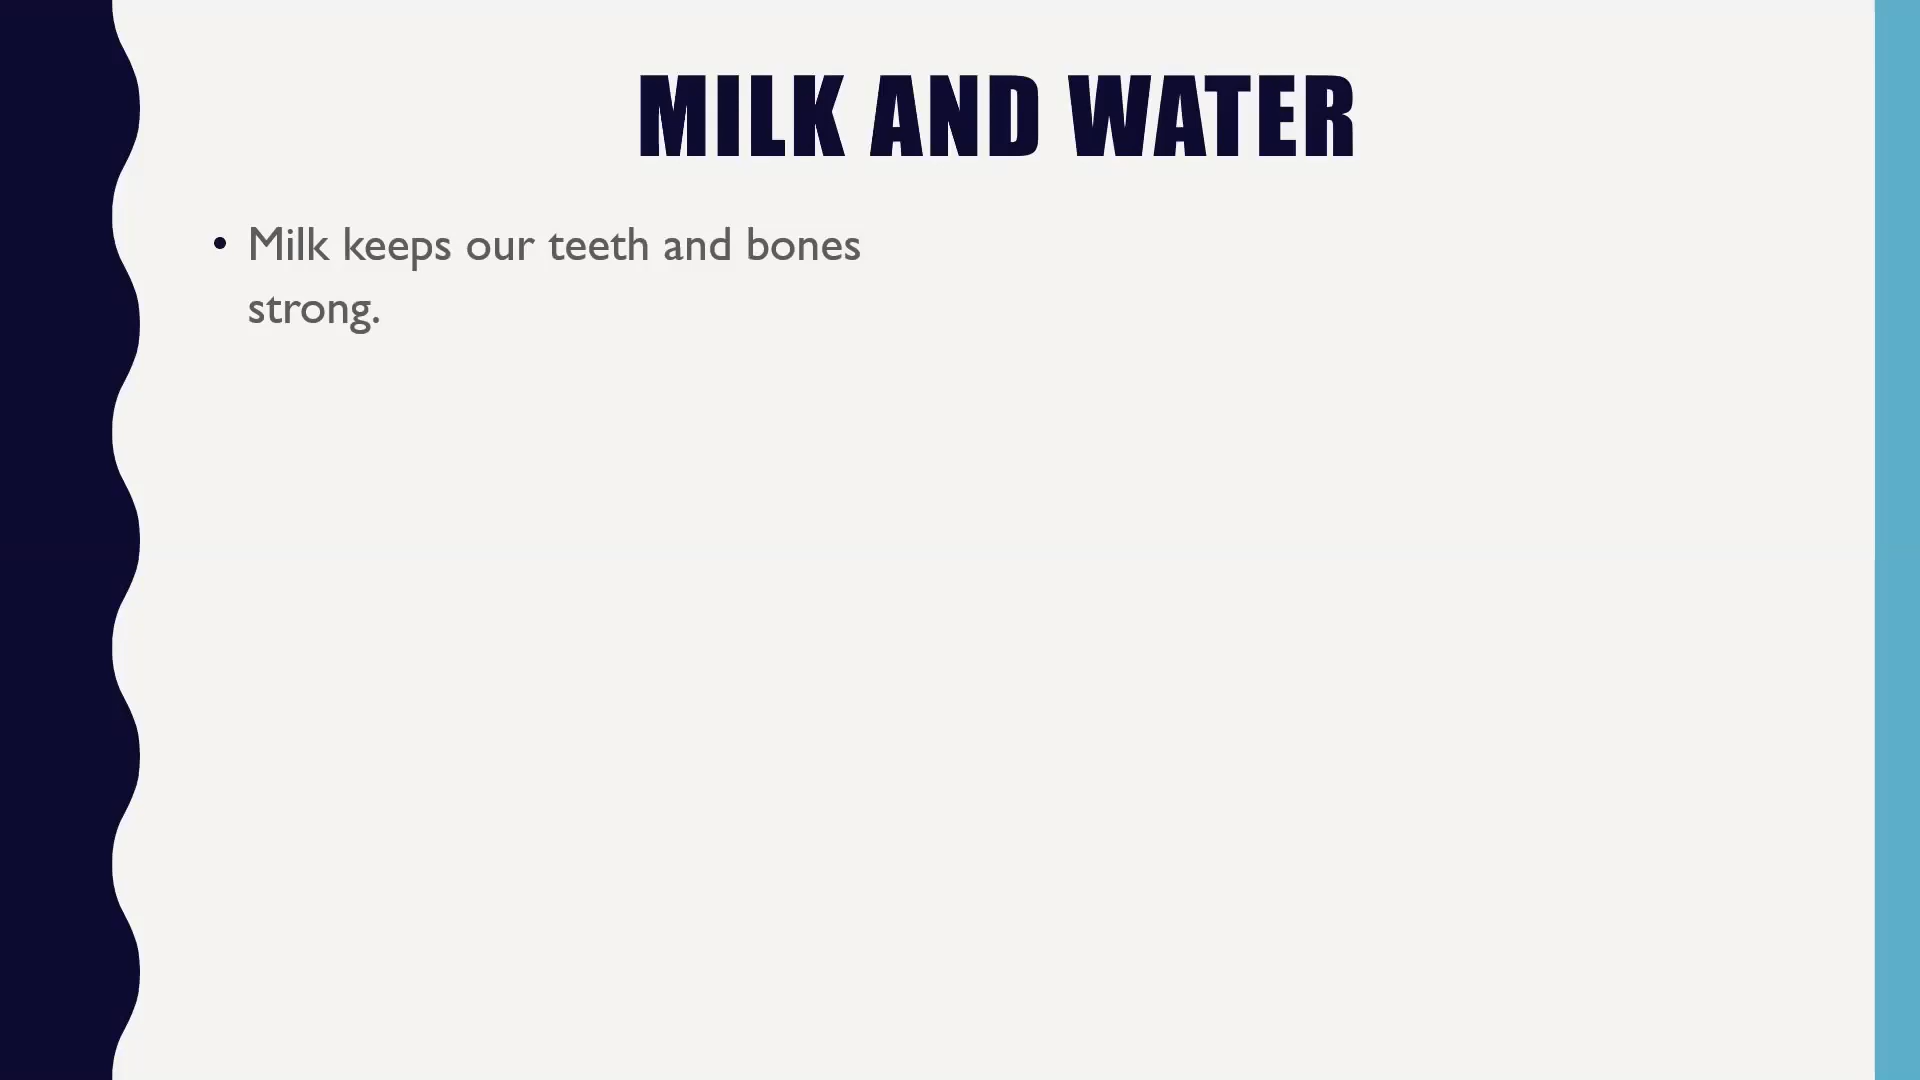 MILK AND WATER
• Milk keeps our teeth and bones
strong.